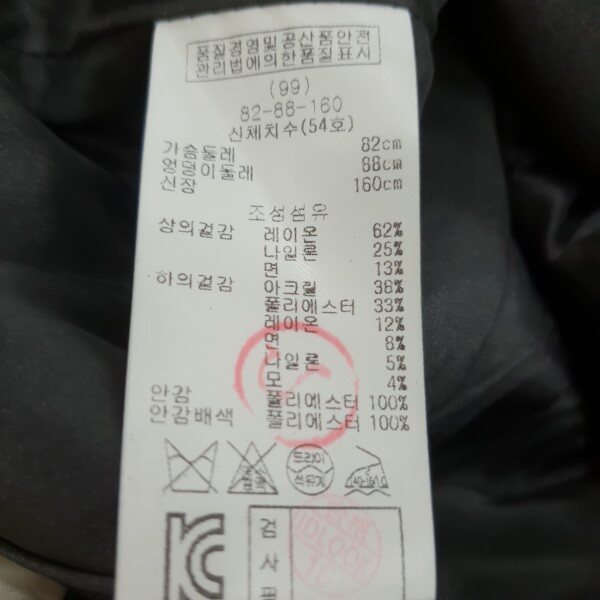 품질경영및공산품안전
관리법에의한품질표시
(99)
82-88-160
신체치수(54호)
가슴둘레 82cm
엉덩이둘레 88cm
신장 160cm
조성섬유
상의겉감 레이온 62%
나일론 25%
면 13%
하의겉감 아크릴 38%
폴리에스터 33%
레이온 12%
면 8%
나일론 5%
모 4%
안감 폴리에스터 100%
안감배색 폴리에스터 100%
드라이
석유계
검
사
필